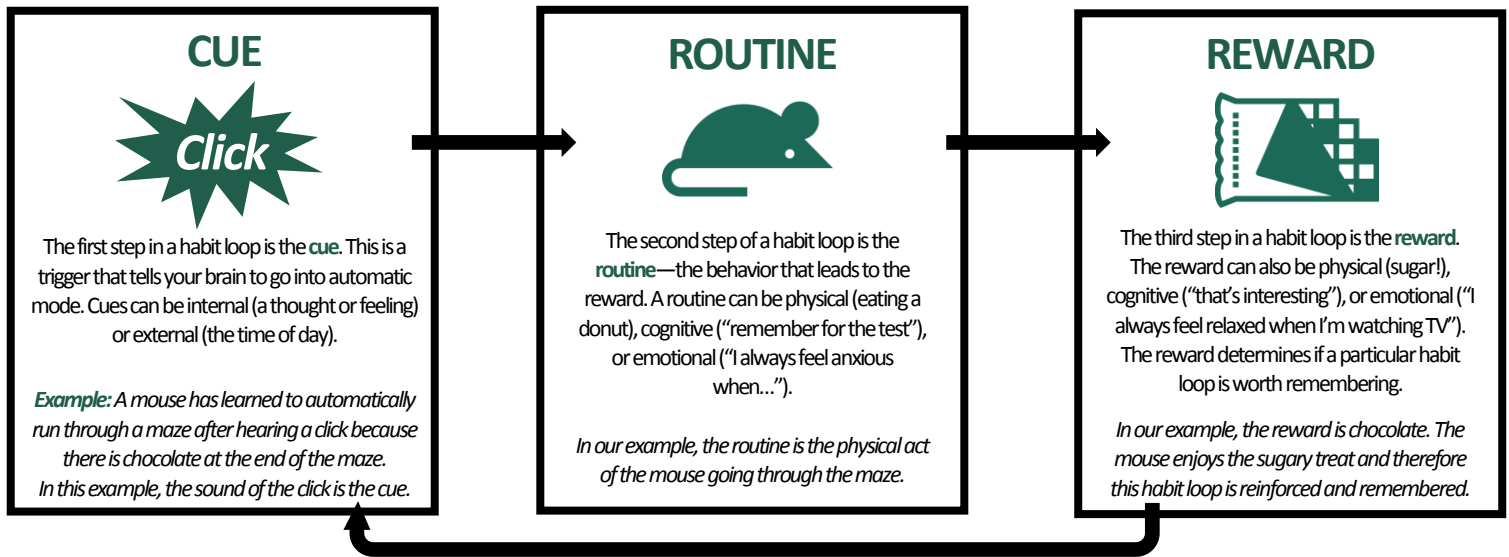 CUE
Click
The first step in a habit loop is the cue. This is a
trigger that tells your brain to go into automatic
mode. Cues can be internal (a thought or feeling)
or external (the time of day).
Example: A mouse has learned to automatically
run through a maze after hearing a click because
there is chocolate at the end of the maze.
In this example, the sound of the click is the cue.
ROUTINE
The second step of a habit loop is the
routine—the behavior that leads to the
reward. A routine can be physical (eating a
donut), cognitive (“remember for the test”),
or emotional (“I always feel anxious
when…”).
In our example, the routine is the physical act
of the mouse going through the maze.
REWARD
The third step in a habit loop is the reward.
The reward can also be physical (sugar!),
cognitive (“that’s interesting”), or emotional (“I
always feel relaxed when I’m watching TV”).
The reward determines if a particular habit
loop is worth remembering.
In our example, the reward is chocolate. The
mouse enjoys the sugary treat and therefore
this habit loop is reinforced and remembered.